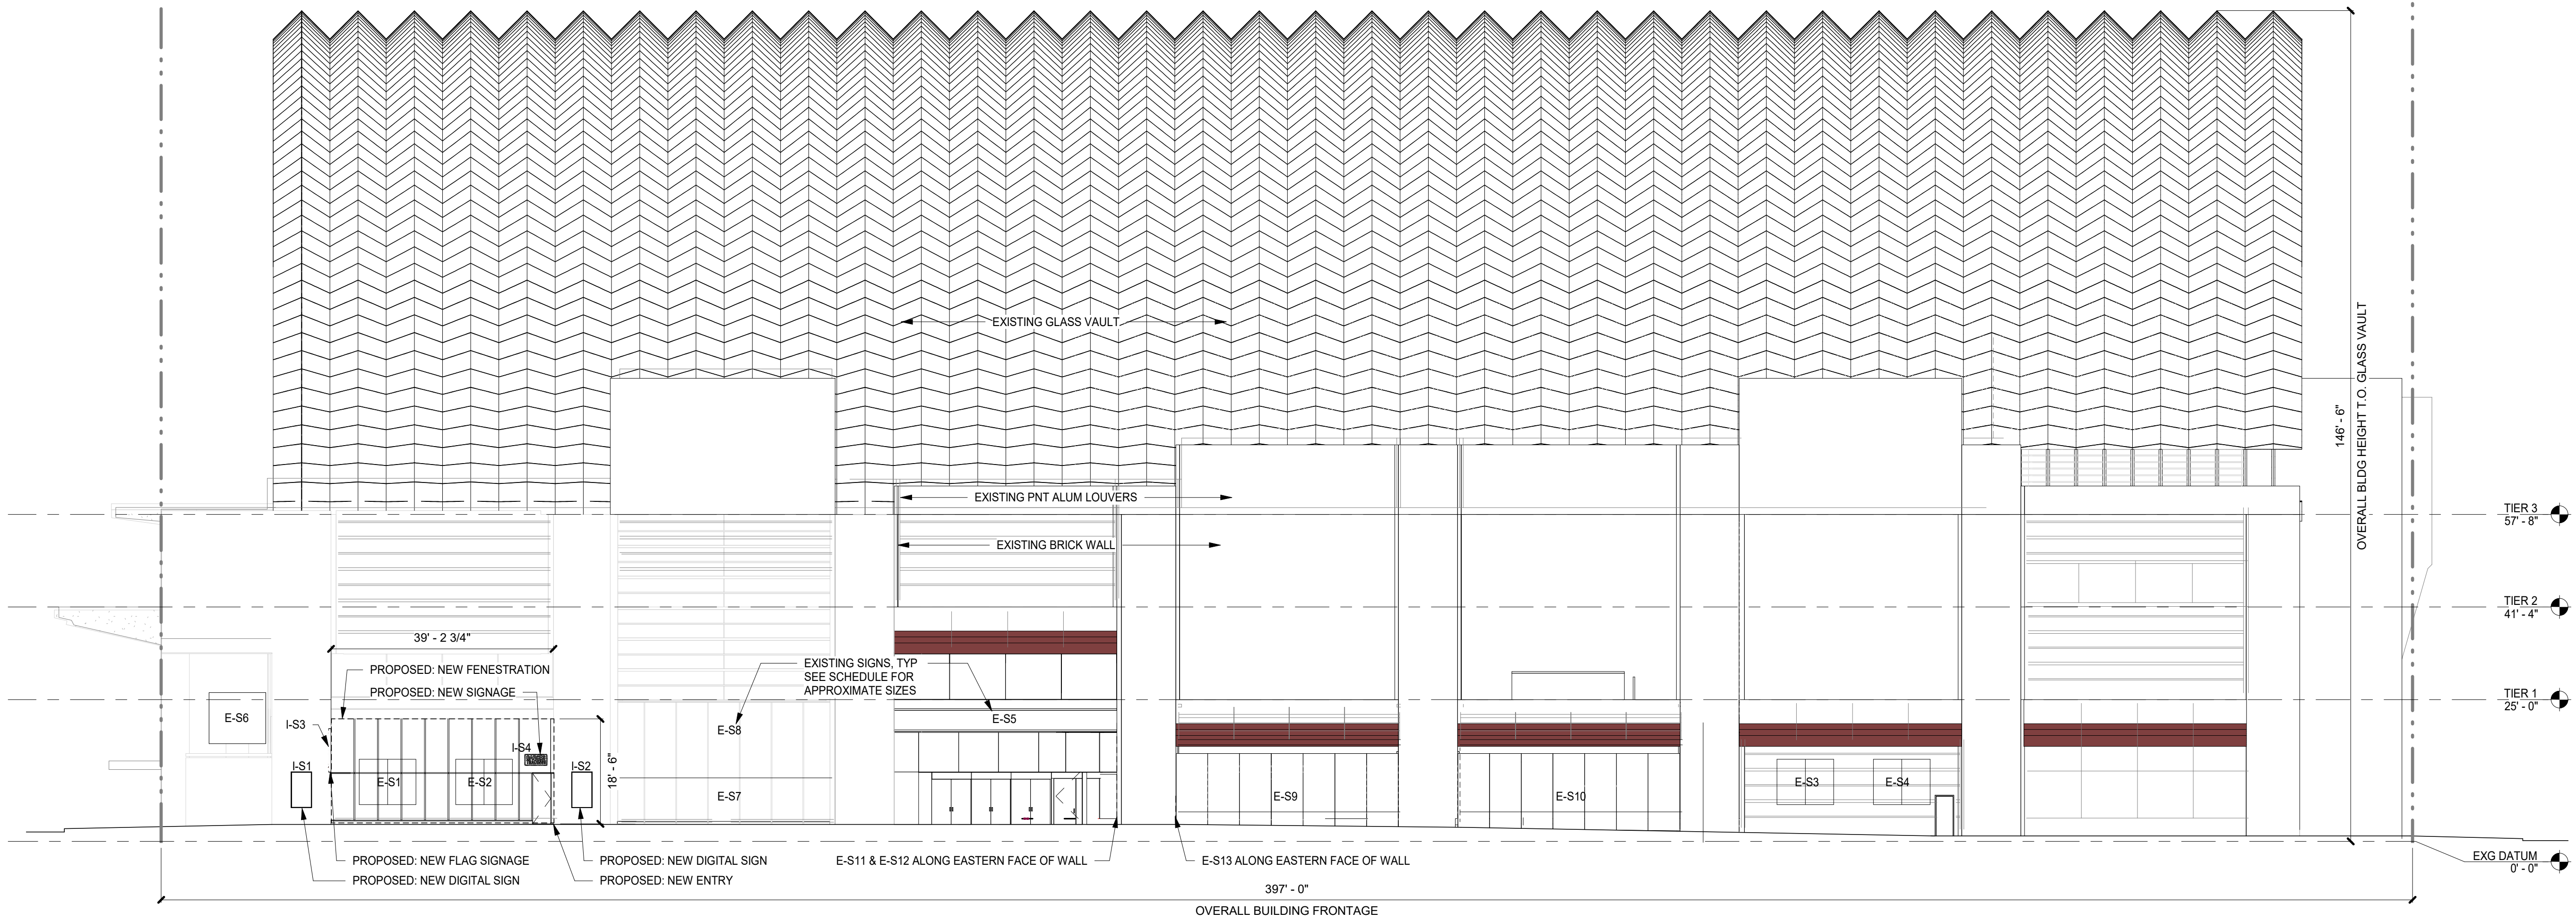 EXISTING GLASS VAULT
OVERALL BLDG HEIGHT T.O. GLASS VAULT
146' - 6"
EXISTING PNT ALUM LOUVERS
TIER 3
57' - 8"
EXISTING BRICK WALL
TIER 2
41' - 4"
39' - 2 3/4"
PROPOSED: NEW FENESTRATION
PROPOSED: NEW SIGNAGE
EXISTING SIGNS, TYP
SEE SCHEDULE FOR
APPROXIMATE SIZES
TIER 1
25' - 0"
E-S6
I-S3
E-S8
E-S5
I-S4
18' - 6"
I-S1
E-S1
E-S2
I-S2
E-S7
E-S9
E-S10
E-S3
E-S4
PROPOSED: NEW FLAG SIGNAGE
PROPOSED: NEW DIGITAL SIGN
PROPOSED: NEW DIGITAL SIGN
PROPOSED: NEW ENTRY
E-S11 & E-S12 ALONG EASTERN FACE OF WALL
E-S13 ALONG EASTERN FACE OF WALL
EXG DATUM
0' - 0"
397' - 0"
OVERALL BUILDING FRONTAGE